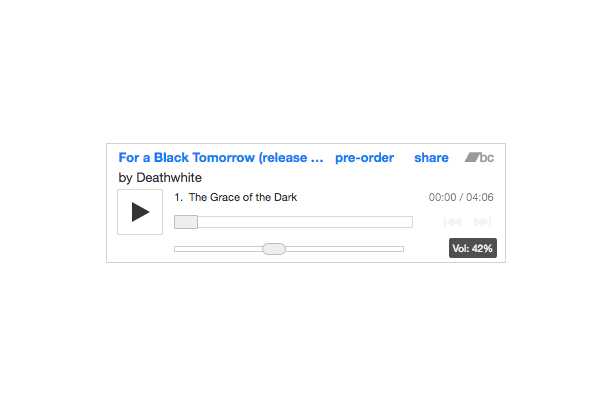 For a Black Tomorrow (release ... pre-order share bc
by Deathwhite
1. The Grace of the Dark 00:00 / 04:06
Vol: 42%